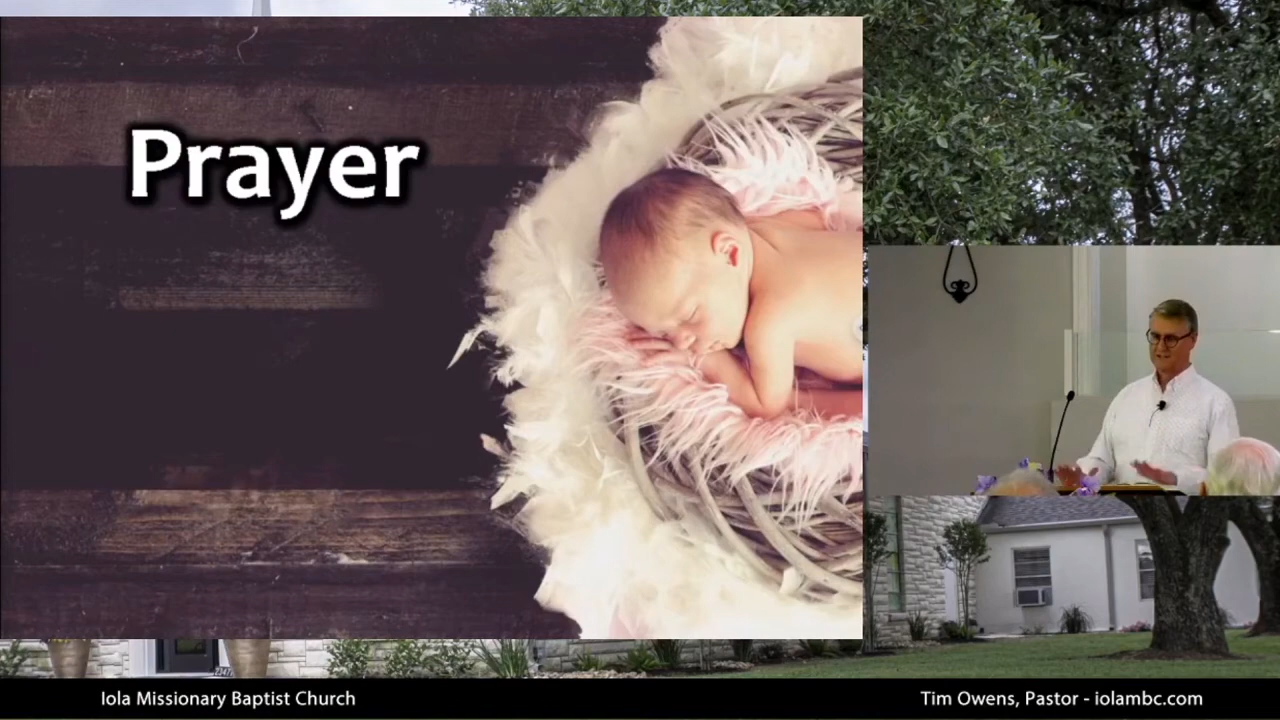 Prayer
Iola Missionary Baptist Church
Tim Owens, Pastor - iolambc.com